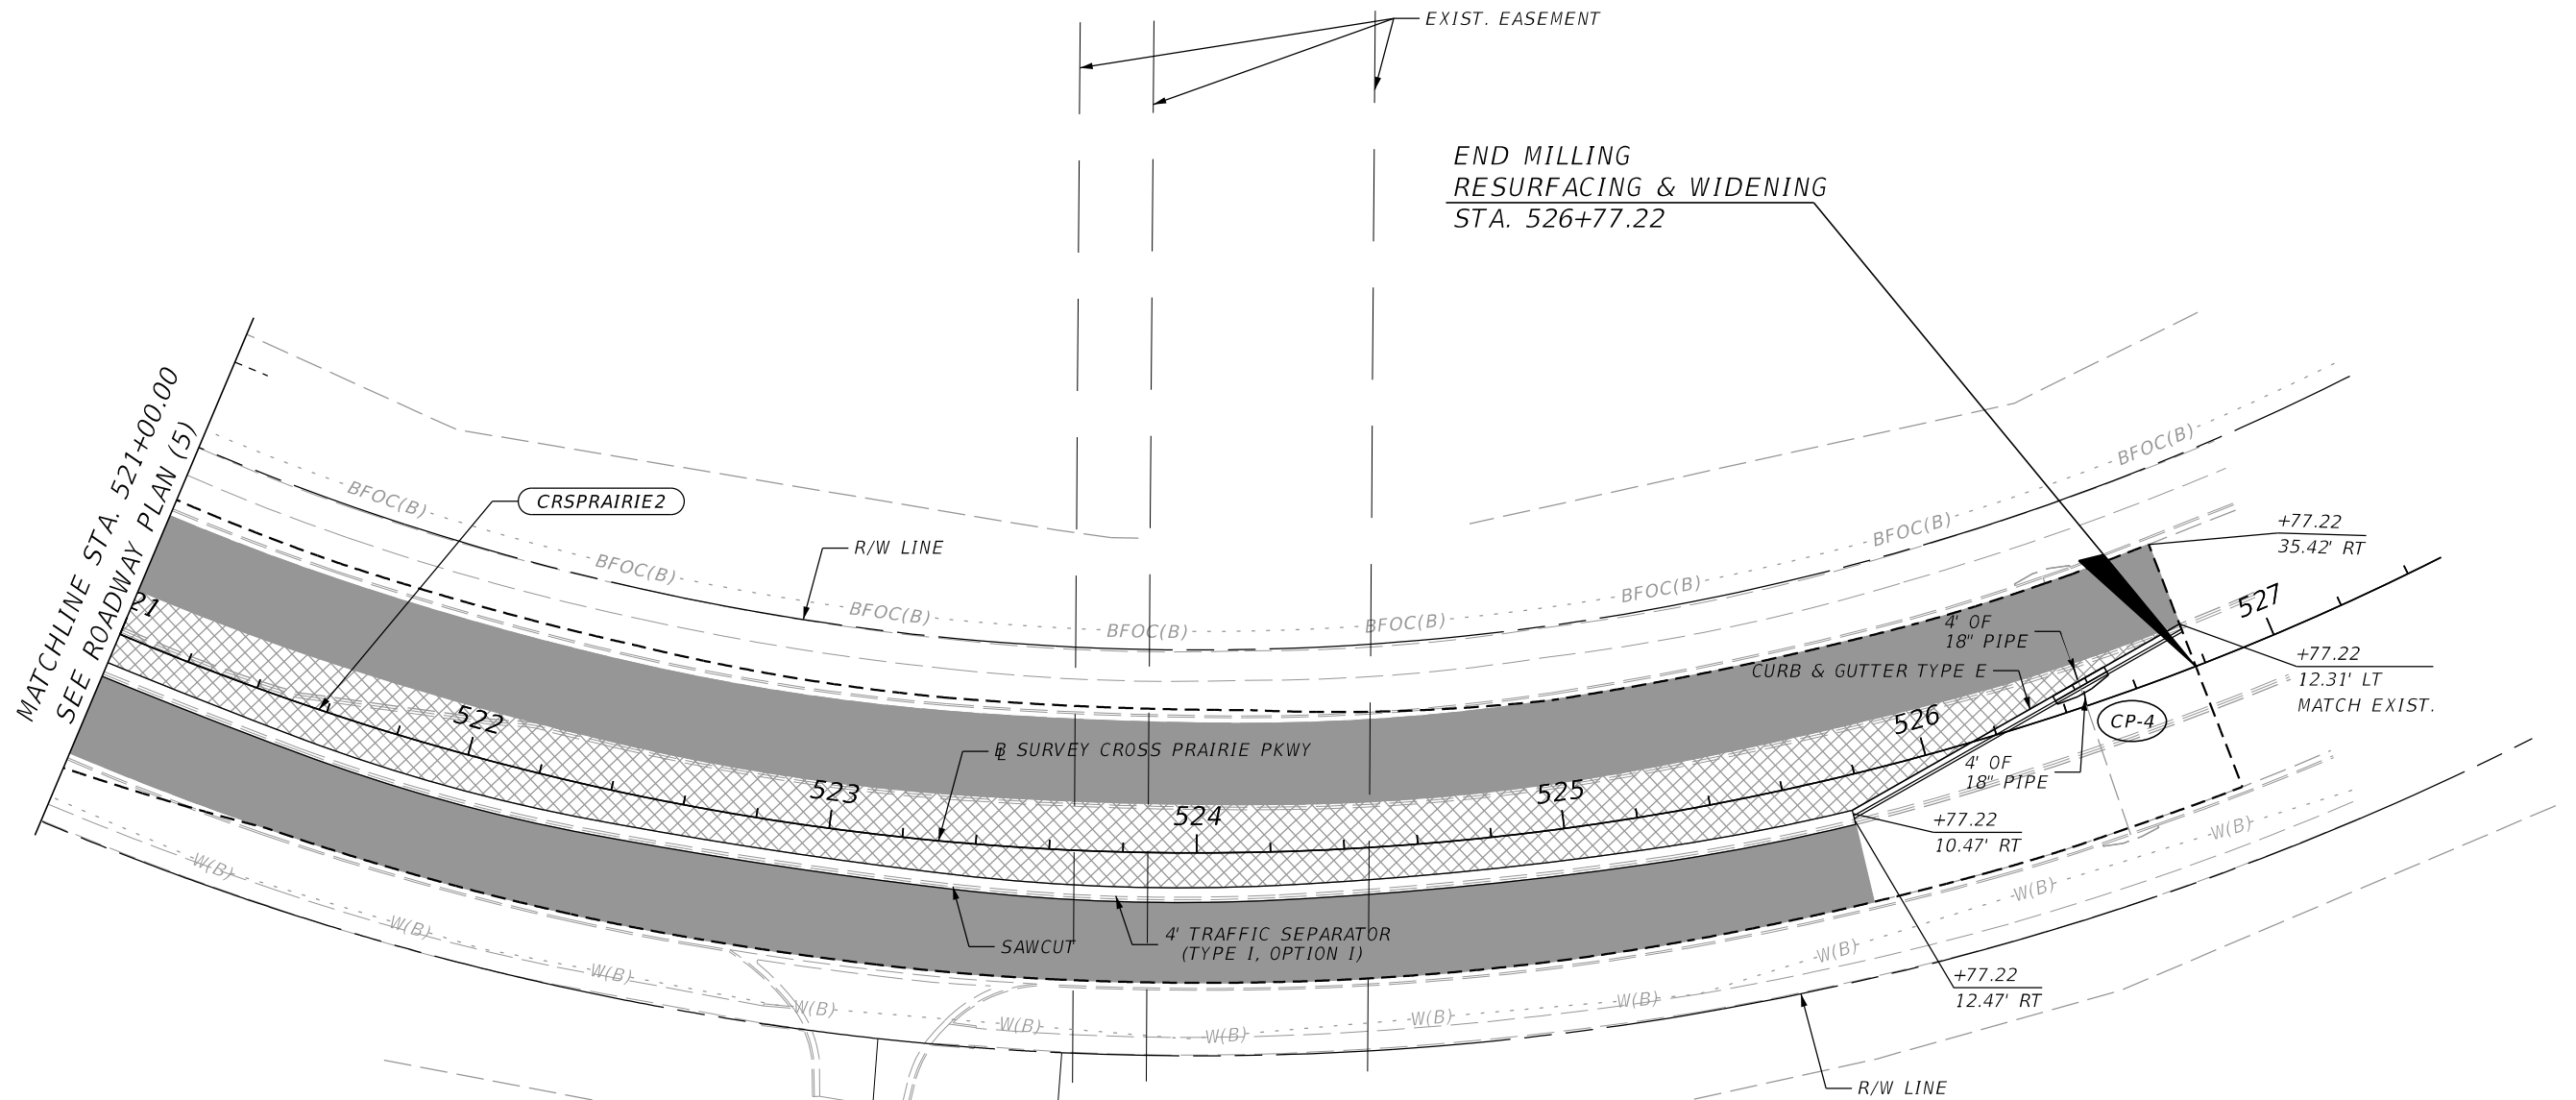 EXIST. EASEMENT
END MILLING
RESURFACING & WIDENING
STA. 526+77.22
MATCHLINE STA. 521+00.00
SEE ROADWAY PLAN (5)
CRSPRAIRIE2
R/W LINE
BFOC(B)
BFOC(B)
BFOC(B)
BFOC(B)
BFOC(B)
BFOC(B)
BFOC(B)
BFOC(B)
+77.22
35.42' RT
21
522
523
524
525
526
527
4' OF
18" PIPE
CURB & GUTTER TYPE E
+77.22
12.31' LT
MATCH EXIST.
CP-4
BL SURVEY CROSS PRAIRIE PKWY
4' OF
18" PIPE
+77.22
10.47' RT
SAWCUT
4' TRAFFIC SEPARATOR
(TYPE I, OPTION I)
+77.22
12.47' RT
W(B)
W(B)
W(B)
W(B)
W(B)
W(B)
W(B)
W(B)
W(B)
W(B)
W(B)
R/W LINE